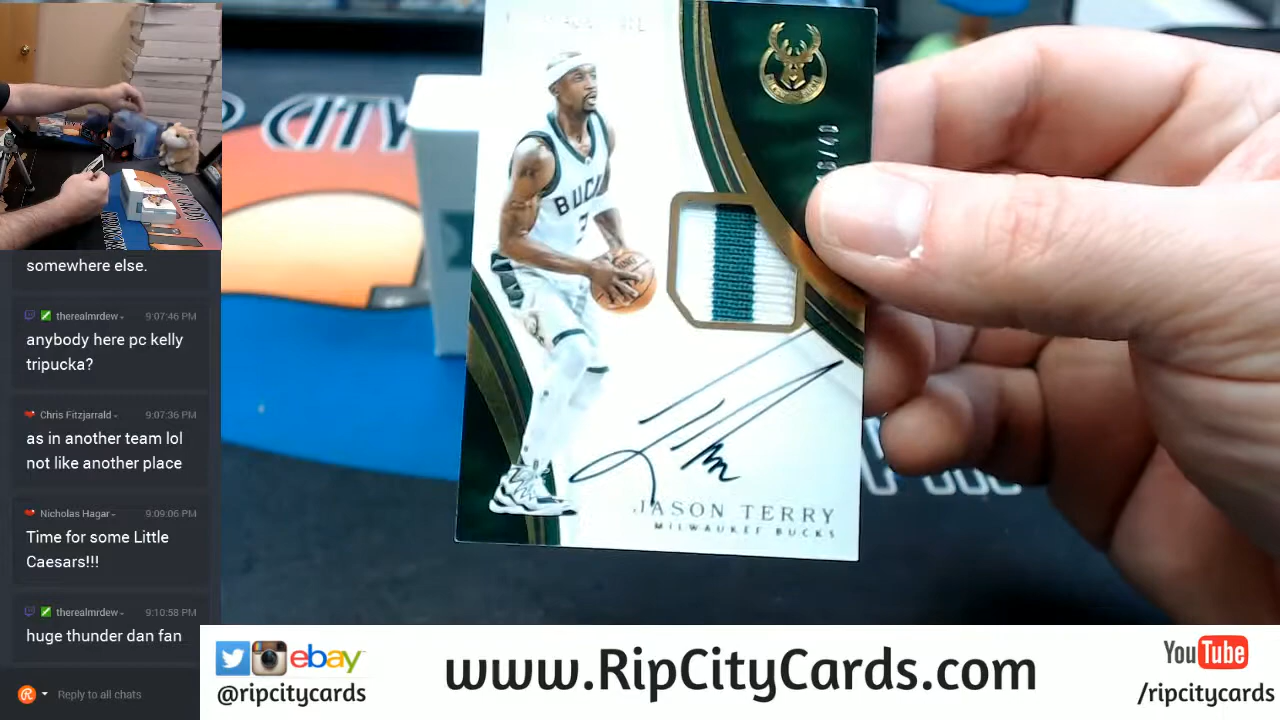 somewhere else.
therealmrdew
9:07:46 PM
anybody here pc kelly
tripucka?
Chris Fitzjarrald
9:07:36 PM
as in another team lol
not like another place
Nicholas Hagar
9:09:06 PM
Time for some Little
Caesars!!!
therealmrdew
9:10:58 PM
huge thunder dan fan
Reply to all chats
CITY
BUCKS
JASON TERRY
MILWAUKEE BUCKS
ebay
@ripcitycards
www.RipCityCards.com
YouTube
/ripcitycards